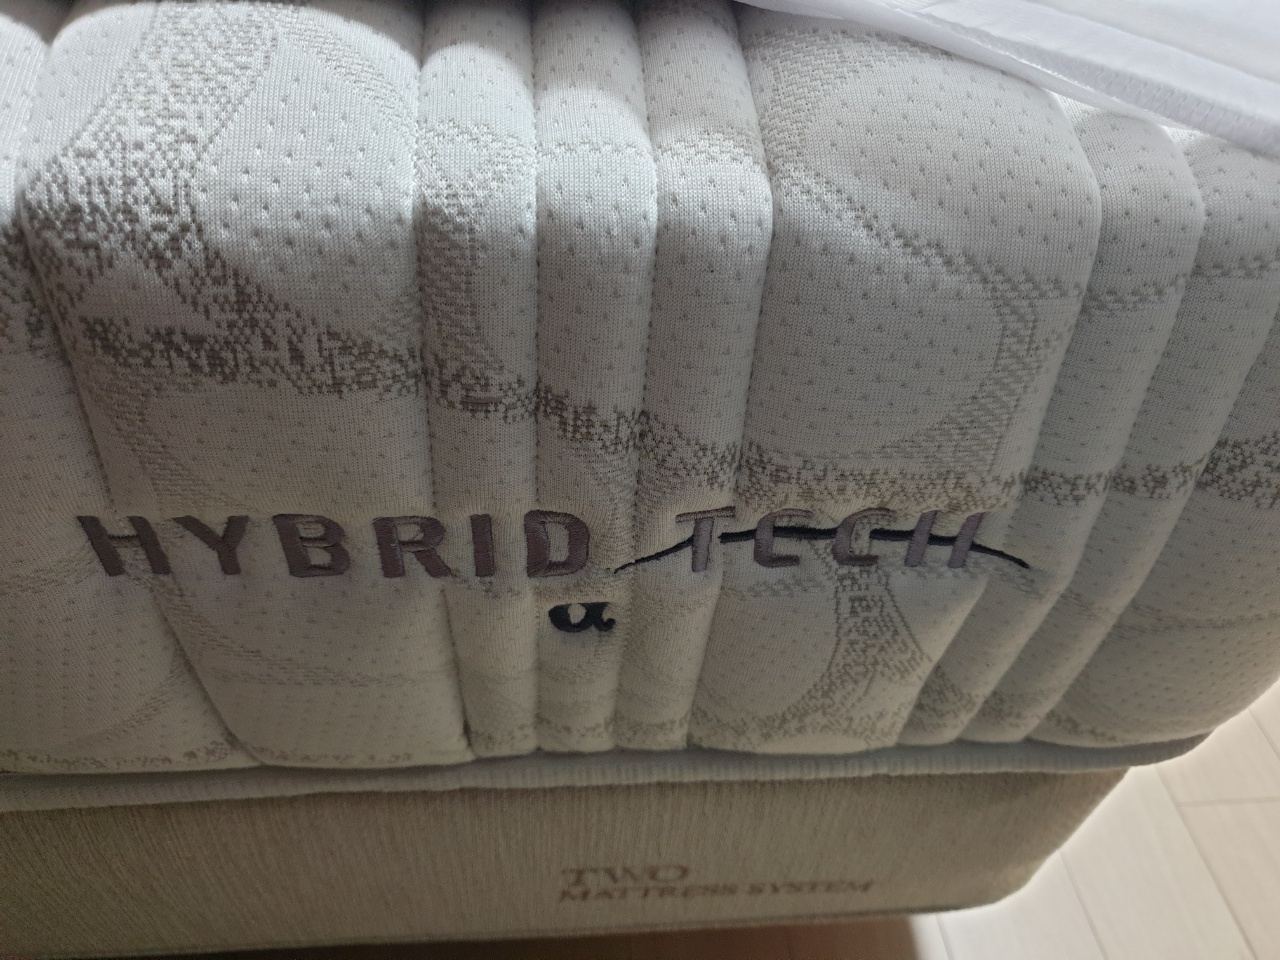 HYBRID TECH
α
TWO
MATTRESS SYSTEM